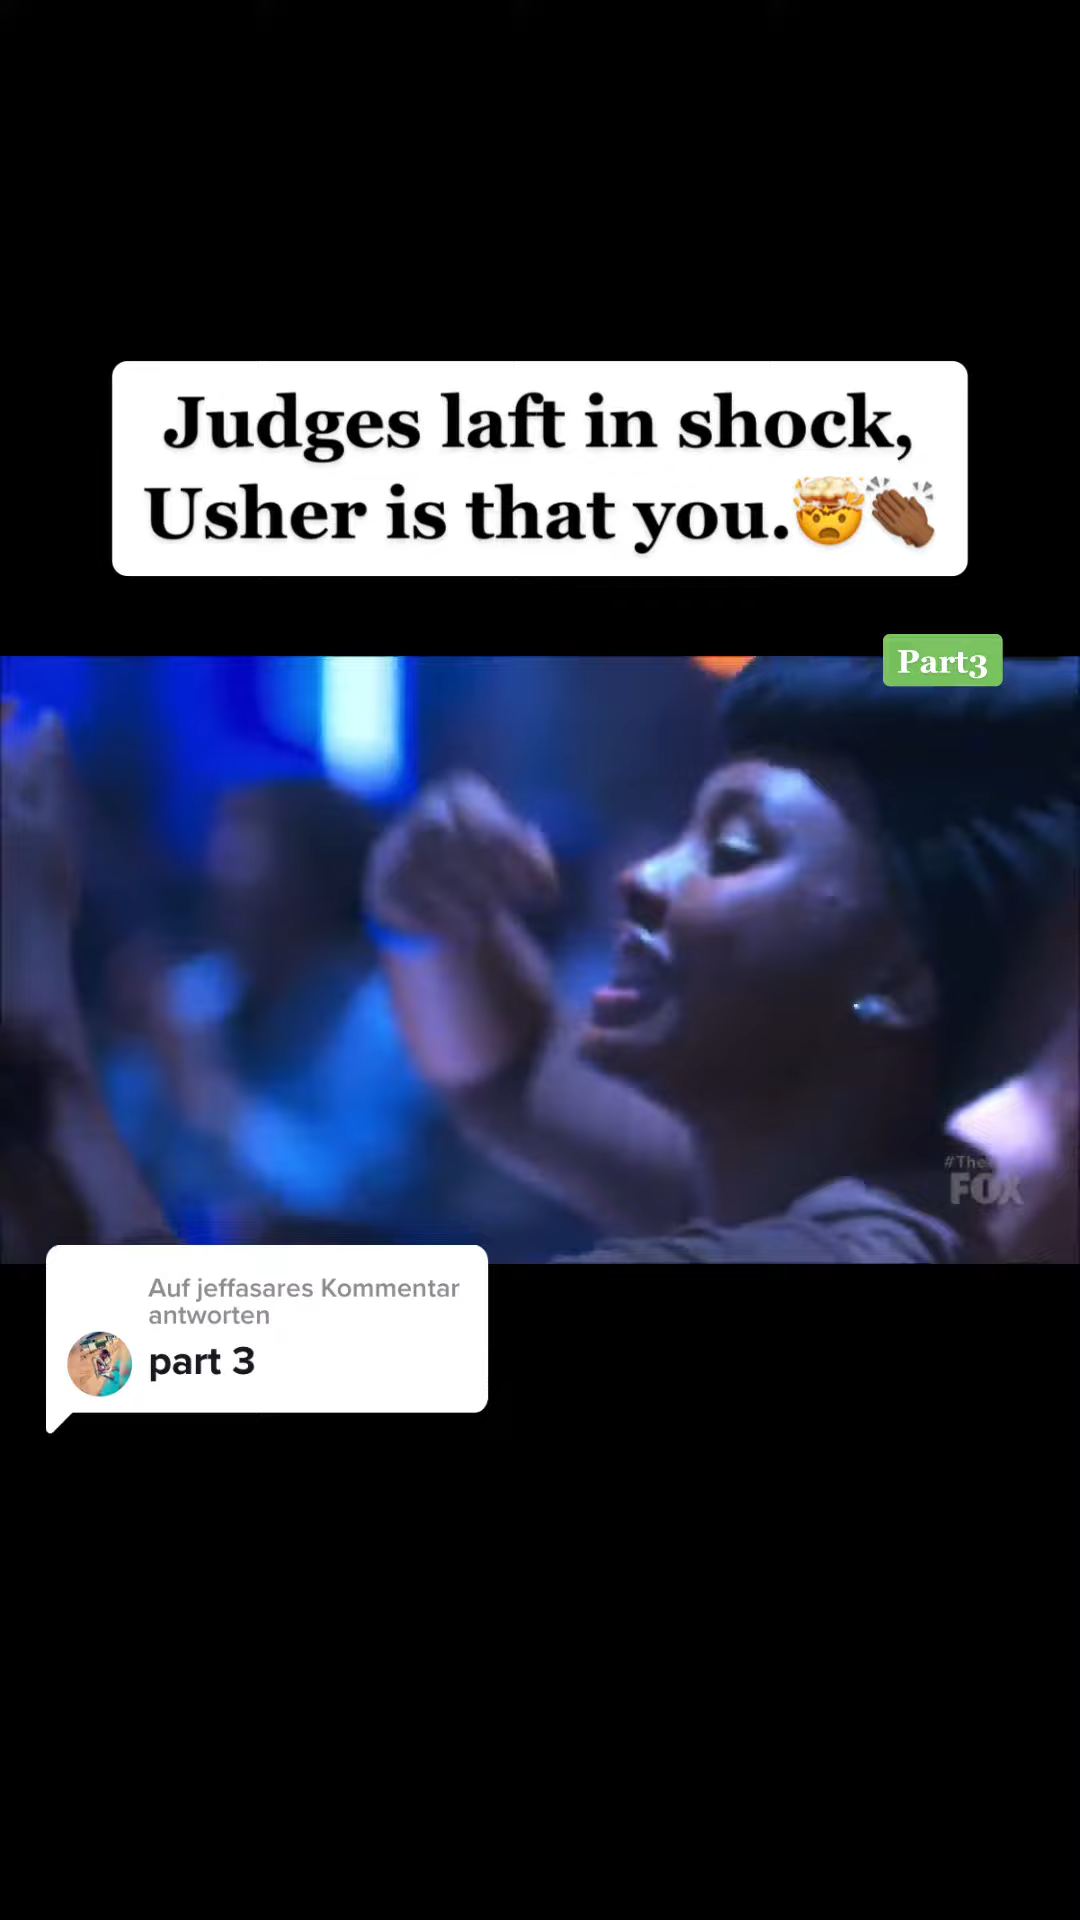 Judges laft in shock,
Usher is that you.🤯👏🏾
Part3
#The
FOX
Auf jeffasares Kommentar
antworten
part 3